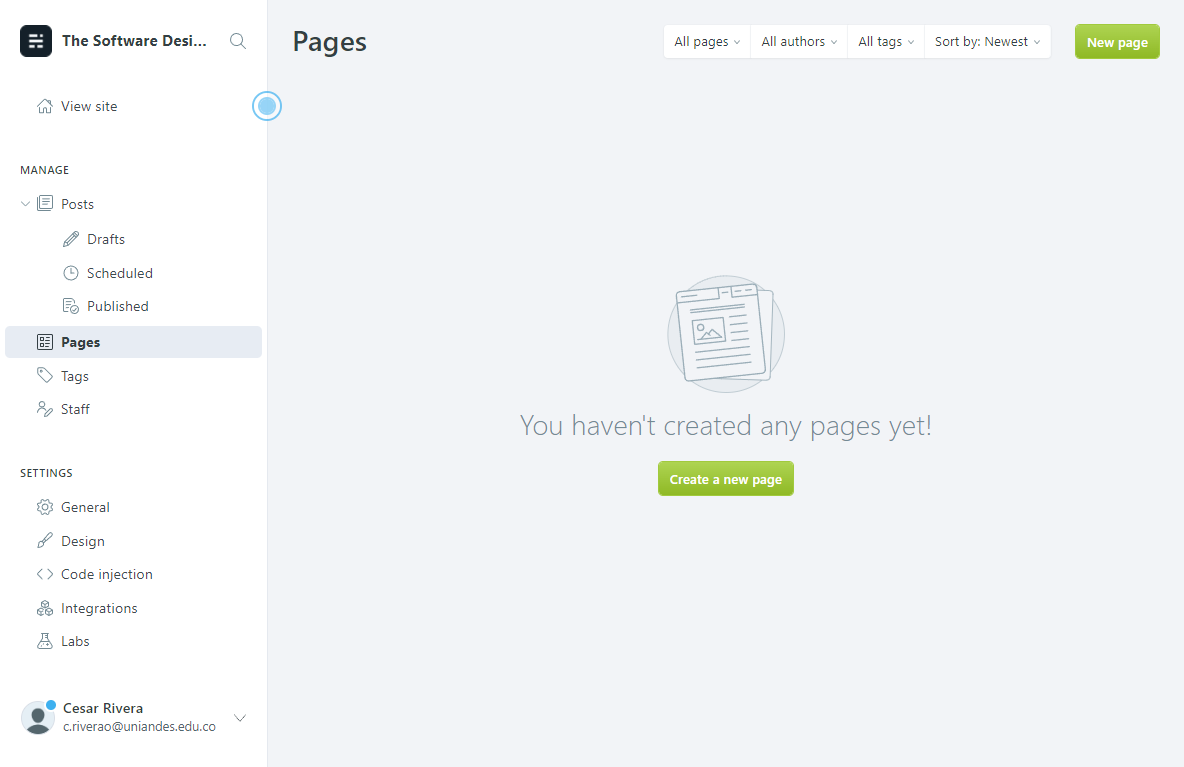 The Software Desi...
View site
MANAGE
Posts
Drafts
Scheduled
Published
Pages
Tags
Staff
SETTINGS
General
Design
Code injection
Integrations
Labs
Cesar Rivera
c.riverao@uniandes.edu.co
Pages
All pages
All authors
All tags
Sort by: Newest
New page
You haven't created any pages yet!
Create a new page